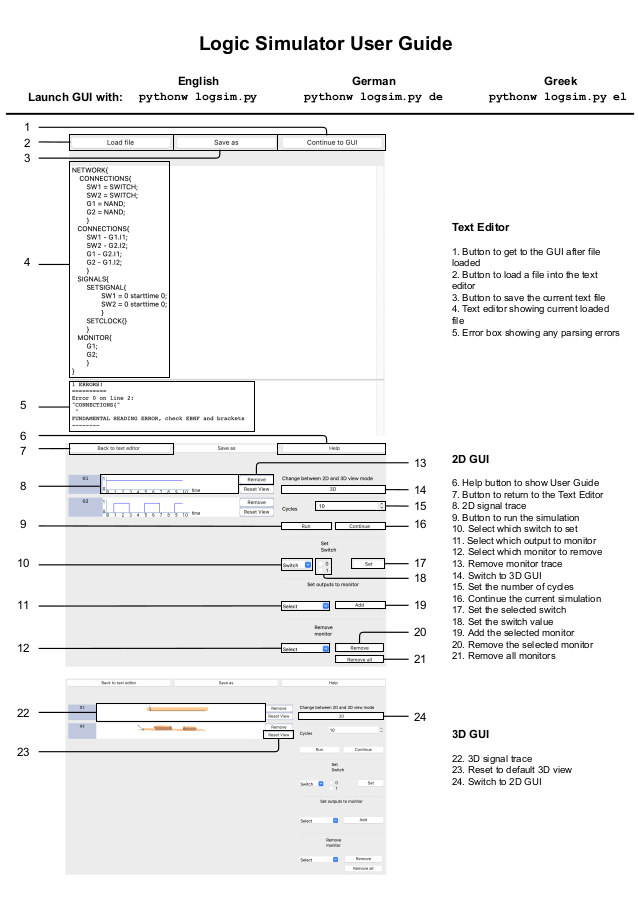 Logic Simulator User Guide
English German Greek
Launch GUI with: pythonw logsim.py pythonw logsim.py de pythonw logsim.py el
1
2 Load file Save as Continue to GUI
3
NETWORK{
CONNECTIONS{
SW1 = SWITCH;
SW2 = SWITCH;
G1 = NAND;
G2 = NAND;
}
CONNECTIONS{
SW1 - G1.I1;
SW2 - G2.I2;
4
G1 - G2.I1;
G2 - G1.I2;
}
SIGNALS{
SETSIGNAL{
SW1 = 0 starttime 0;
SW2 = 0 starttime 0;
}
SETCLOCK{}
}
MONITOR{
G1;
G2;
}
}
Text Editor
1. Button to get to the GUI after file
loaded
2. Button to load a file into the text
editor
3. Button to save the current text file
4. Text editor showing current loaded
file
5. Error box showing any parsing errors
1 ERRORS!
==========
Error 0 on line 2:
5 "CONNECTIONS{"
^
FUNDAMENTAL HEADING ERROR, check EBNF and brackets
--------
6
7 Back to text editor Save as Help
13
8 G1 1 0 0 1 2 3 4 5 6 7 8 9 10 time Remove Reset View
Change between 2D and 3D view mode
3D 14
G2 1 0 0 1 2 3 4 5 6 7 8 9 10 time Remove Reset View
Cycles 10 15
9 Run Continue 16
Set
Switch
10 Switch 0 1 Set 17
18
Set outputs to monitor
11 Select Add 19
Remove
monitor
20
12 Select Remove
Remove all 21
2D GUI
6. Help button to show User Guide
7. Button to return to the Text Editor
8. 2D signal trace
9. Button to run the simulation
10. Select which switch to set
11. Select which output to monitor
12. Select which monitor to remove
13. Remove monitor trace
14. Switch to 3D GUI
15. Set the number of cycles
16. Continue the current simulation
17. Set the selected switch
18. Set the switch value
19. Add the selected monitor
20. Remove the selected monitor
21. Remove all monitors
Back to text editor Save as Help
22 G1 Remove Reset View
Change between 2D and 3D view mode
2D 24
G2 Remove Reset View
Cycles 10
23
Run Continue
Set
Switch
Switch 0 1 Set
Set outputs to monitor
Select Add
Remove
monitor
Select Remove
Remove all
3D GUI
22. 3D signal trace
23. Reset to default 3D view
24. Switch to 2D GUI